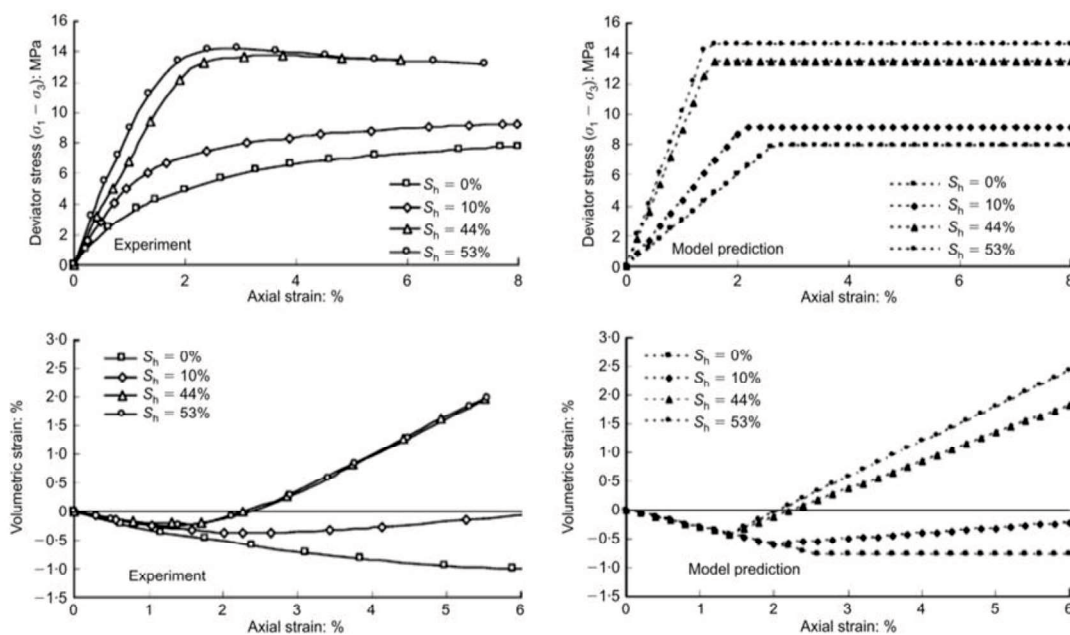 16
14
12
10
8
6
4
2
0
Deviator stress (σ₁ − σ₃): MPa
Sₕ = 0%
Sₕ = 10%
Sₕ = 44%
Sₕ = 53%
Experiment
0 2 4 6 8
Axial strain: %
16
14
12
10
8
6
4
2
0
Deviator stress (σ₁ − σ₃): MPa
Sₕ = 0%
Sₕ = 10%
Sₕ = 44%
Sₕ = 53%
Model prediction
0 2 4 6 8
Axial strain: %
3·0
2·5
2·0
1·5
1·0
0·5
0
−0·5
−1·0
−1·5
Volumetric strain: %
Sₕ = 0%
Sₕ = 10%
Sₕ = 44%
Sₕ = 53%
Experiment
0 1 2 3 4 5 6
Axial strain: %
3·0
2·5
2·0
1·5
1·0
0·5
0
−0·5
−1·0
−1·5
Volumetric strain: %
Sₕ = 0%
Sₕ = 10%
Sₕ = 44%
Sₕ = 53%
Model prediction
0 1 2 3 4 5 6
Axial strain: %